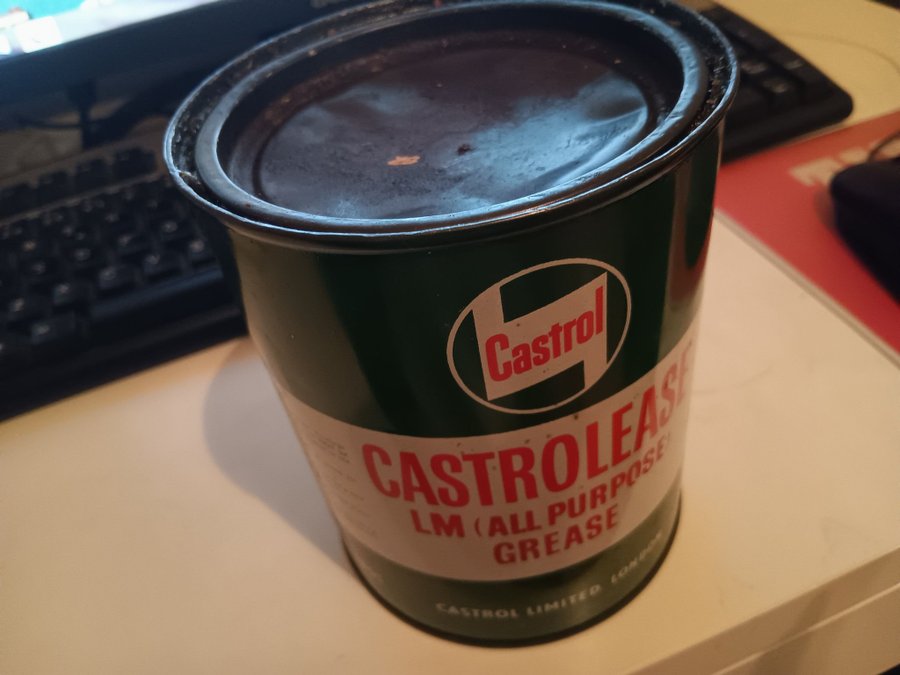 Castrol
CASTROLEASE
LM (ALL PURPOSE)
GREASE
CASTROL LIMITED LONDON